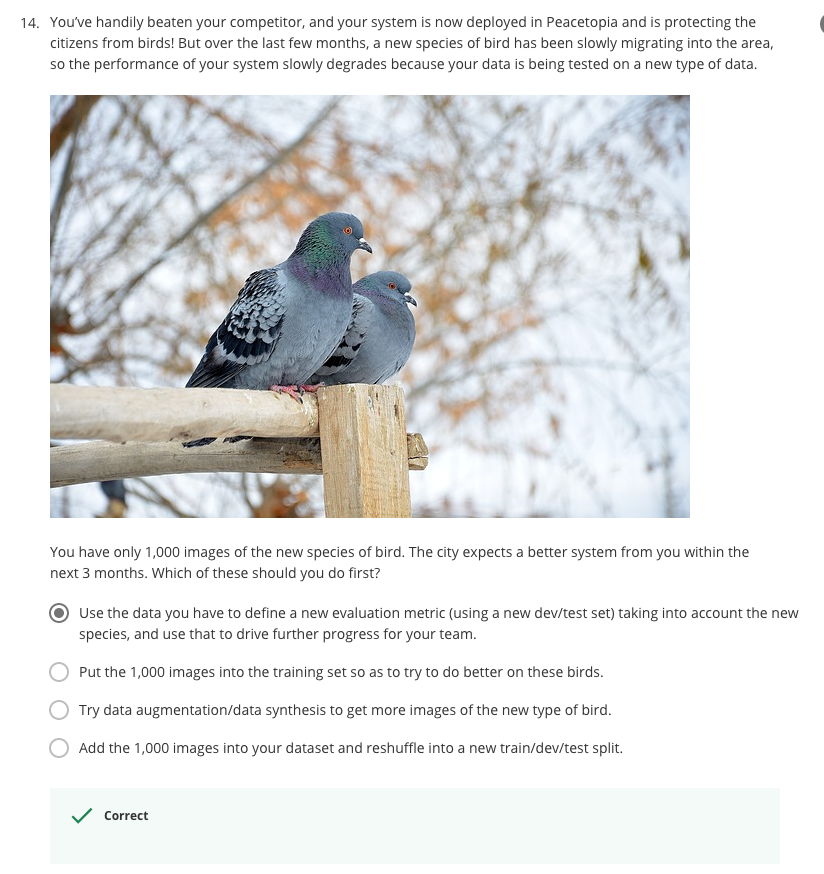 14. You’ve handily beaten your competitor, and your system is now deployed in Peacetopia and is protecting the
citizens from birds! But over the last few months, a new species of bird has been slowly migrating into the area,
so the performance of your system slowly degrades because your data is being tested on a new type of data.
You have only 1,000 images of the new species of bird. The city expects a better system from you within the
next 3 months. Which of these should you do first?
Use the data you have to define a new evaluation metric (using a new dev/test set) taking into account the new
species, and use that to drive further progress for your team.
Put the 1,000 images into the training set so as to try to do better on these birds.
Try data augmentation/data synthesis to get more images of the new type of bird.
Add the 1,000 images into your dataset and reshuffle into a new train/dev/test split.
Correct